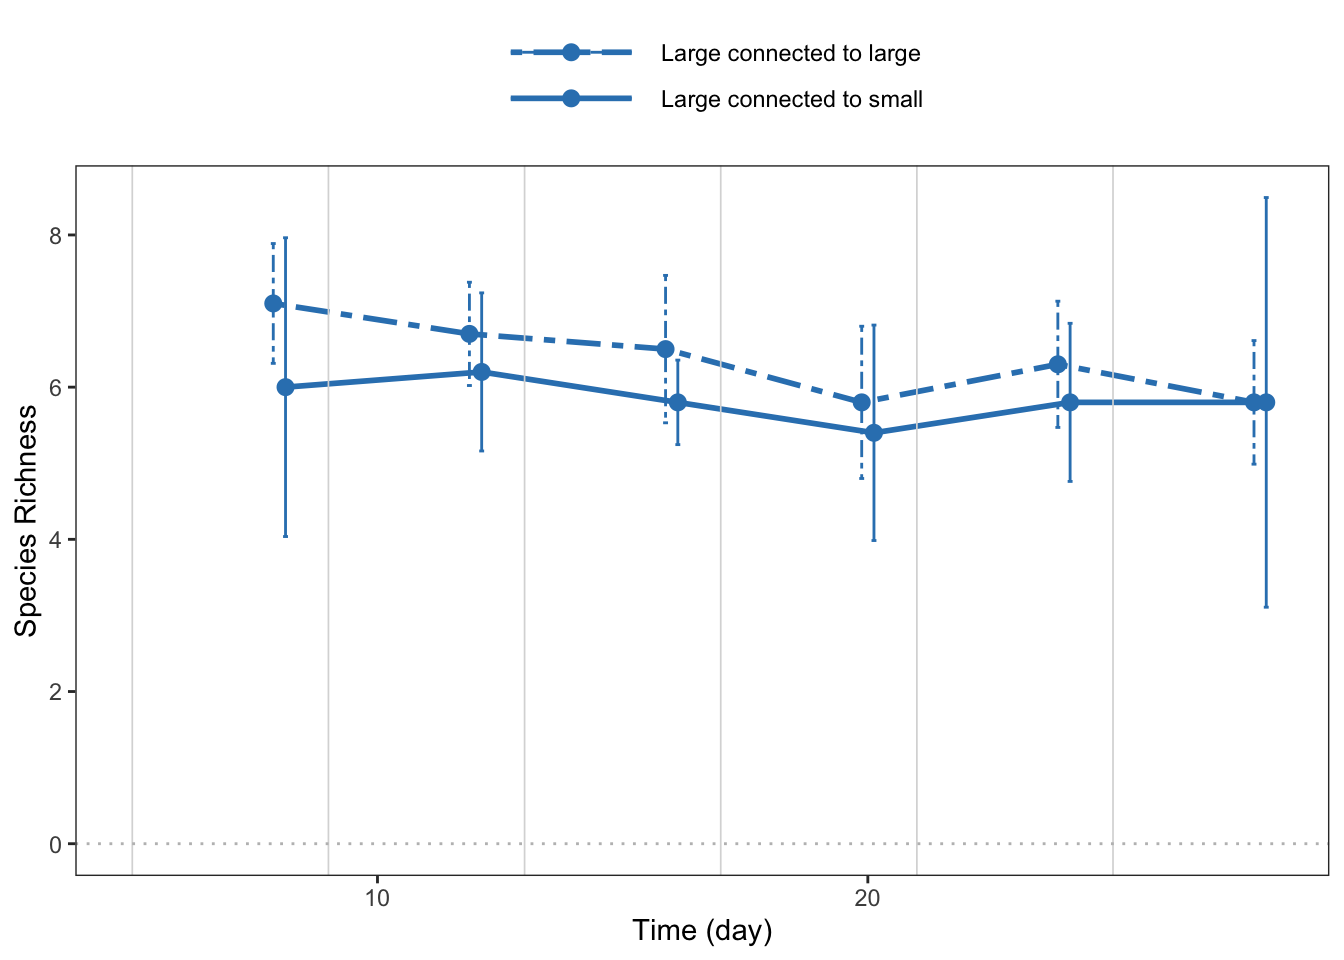 Large connected to large
Large connected to small
8
6
4
2
0
Species Richness
10 20
Time (day)